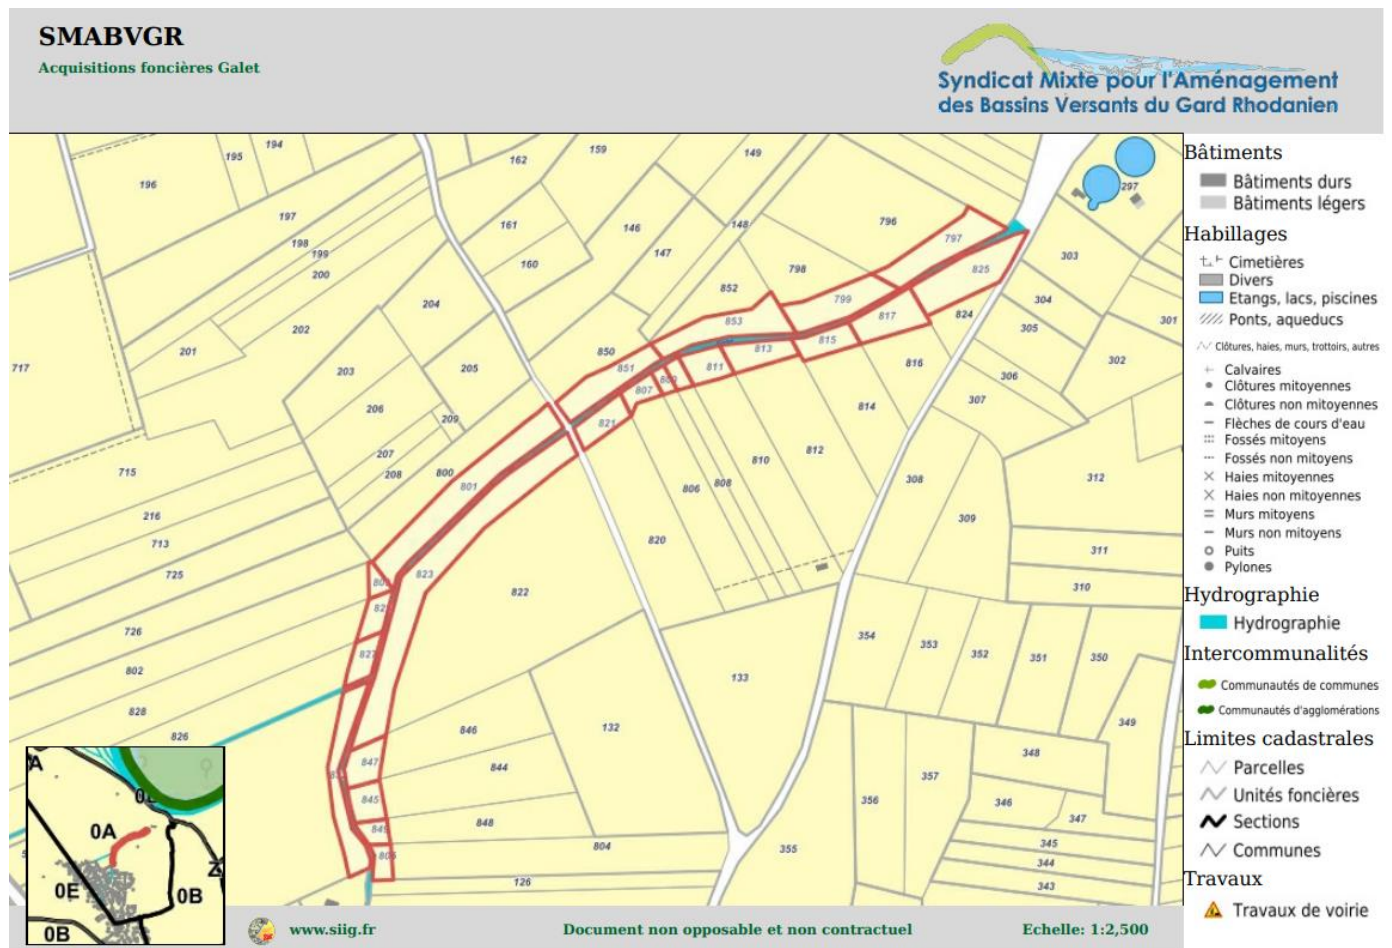 SMABVGR
Acquisitions foncières Galet
Syndicat Mixte pour l'Aménagement
des Bassins Versants du Gard Rhodanien
194
195
196
162
159
149
297
197
161
146
148
796
797
198
199
200
160
147
798
825
303
204
852
799
304
301
202
853
817
824
305
201
850
813
815
302
717
203
205
851
811
816
306
206
209
807
821
814
307
207
208
800
801
810
812
715
806
808
308
312
216
309
713
820
311
725
823
822
310
726
827
354
353
352
351
350
802
133
828
846
132
349
826
847
844
348
357
845
356
346
347
848
804
355
345
344
343
126
0A
0E
0B
0B
Bâtiments
Bâtiments durs
Bâtiments légers
Habillages
Cimetières
Divers
Etangs, lacs, piscines
Ponts, aqueducs
Clôtures, haies, murs, trottoirs, autres
Calvaires
Clôtures mitoyennes
Clôtures non mitoyennes
Flèches de cours d'eau
Fossés mitoyens
Fossés non mitoyens
Haies mitoyennes
Haies non mitoyennes
Murs mitoyens
Murs non mitoyens
Puits
Pylones
Hydrographie
Hydrographie
Intercommunalités
Communautés de communes
Communautés d'agglomérations
Limites cadastrales
Parcelles
Unités foncières
Sections
Communes
Travaux
Travaux de voirie
www.siig.fr
Document non opposable et non contractuel
Echelle: 1:2,500